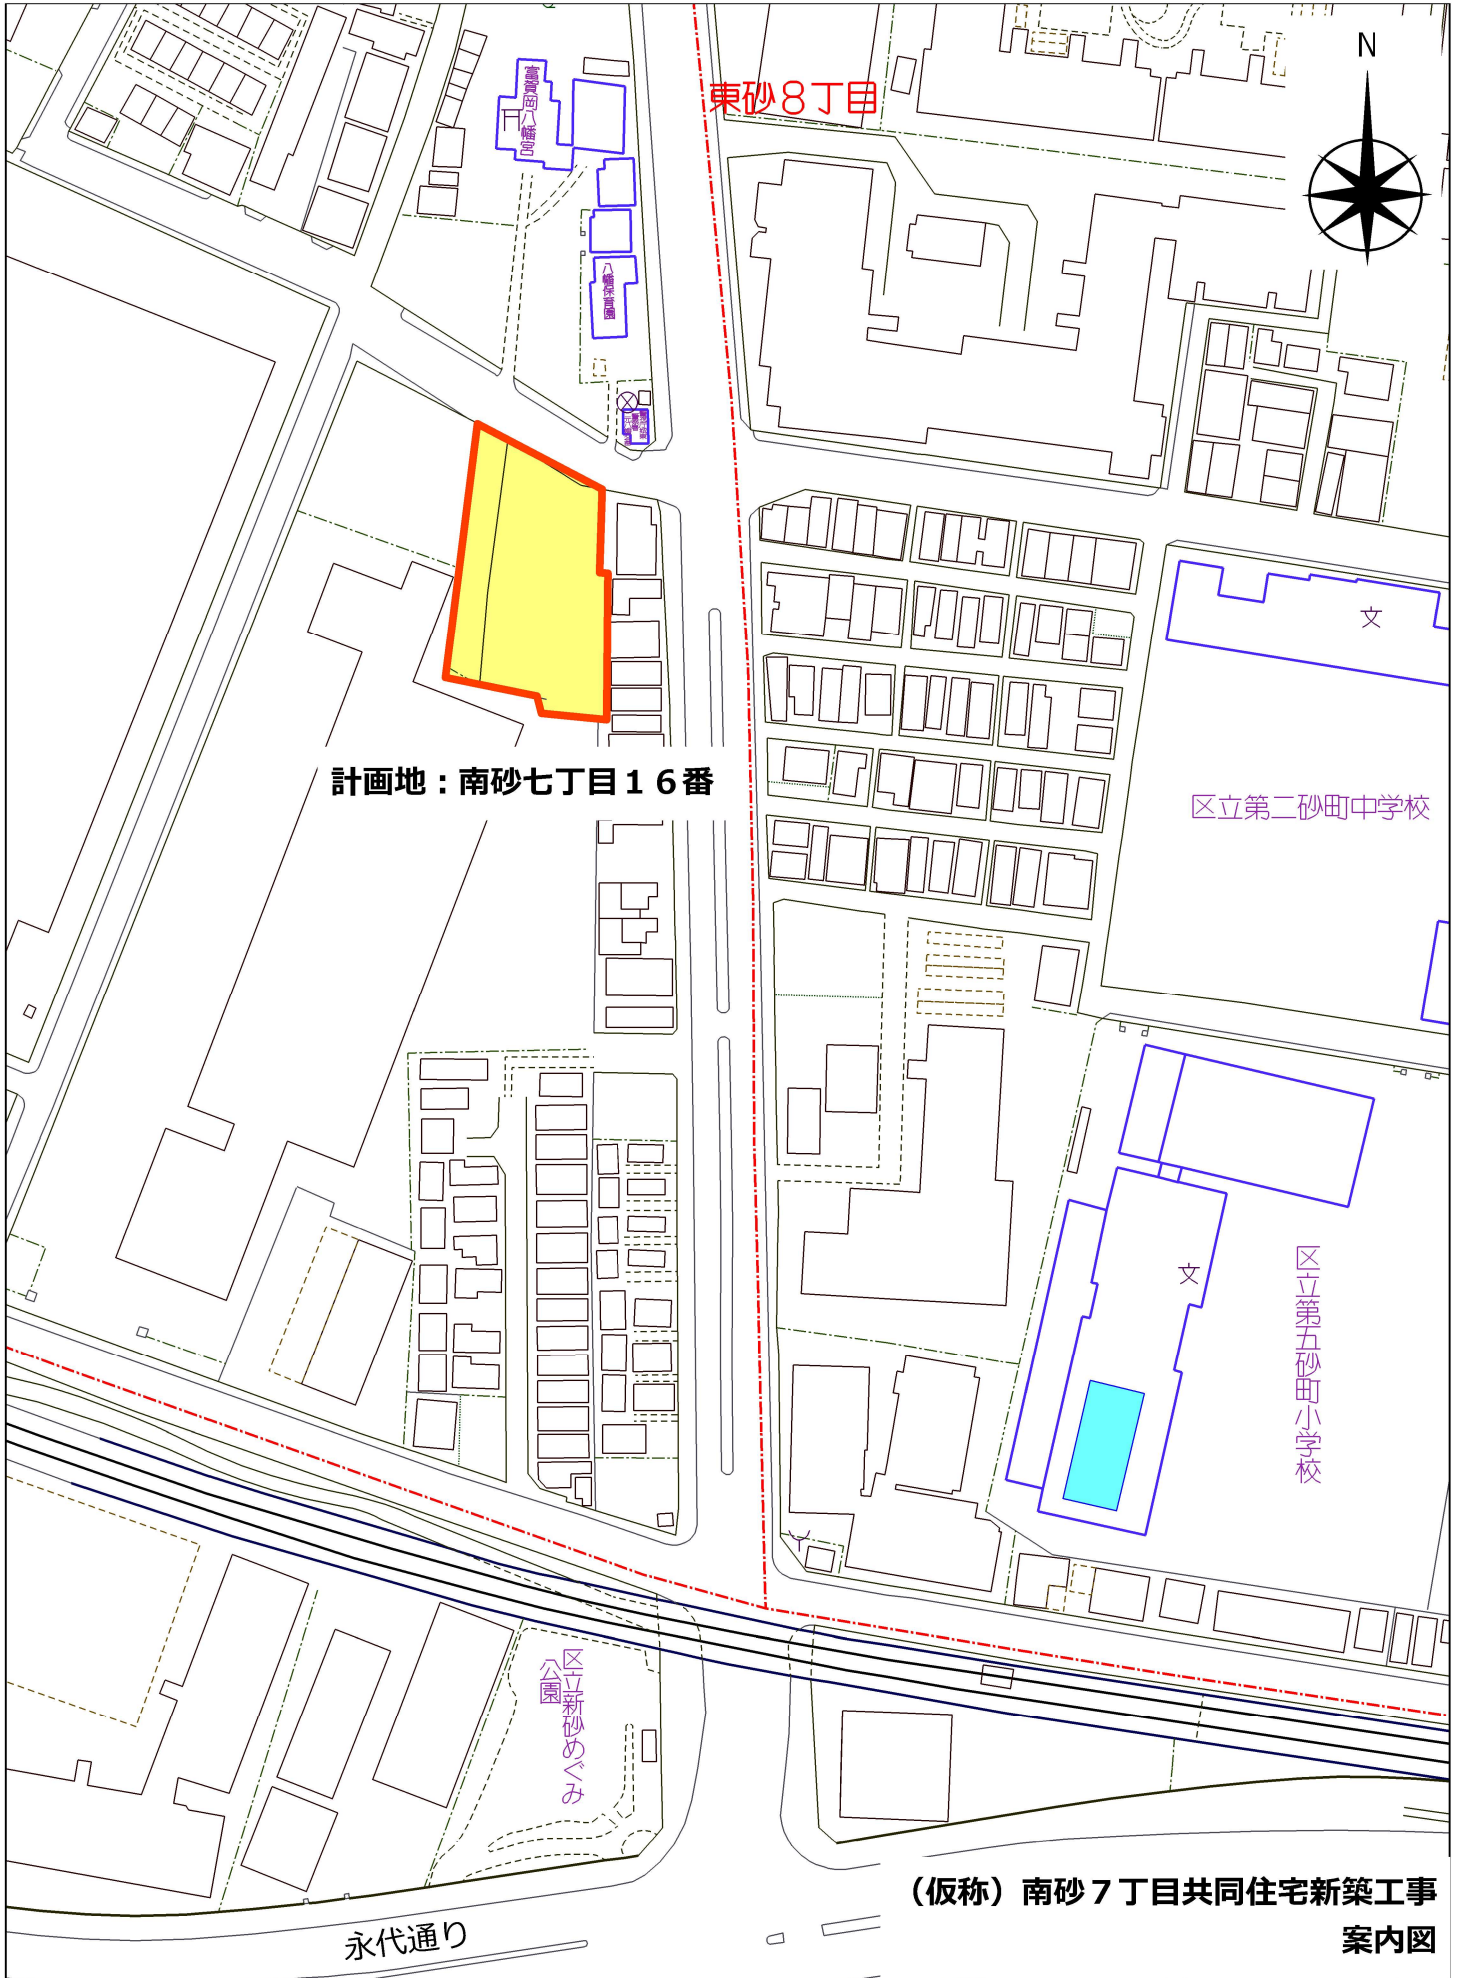 N
東砂8丁目
富賀岡八幡宮
八幡保育園
計画地：南砂七丁目１６番
文
区立第二砂町中学校
文
区立第五砂町小学校
区立新砂めぐみ
公園
永代通り
（仮称）南砂７丁目共同住宅新築工事
案内図